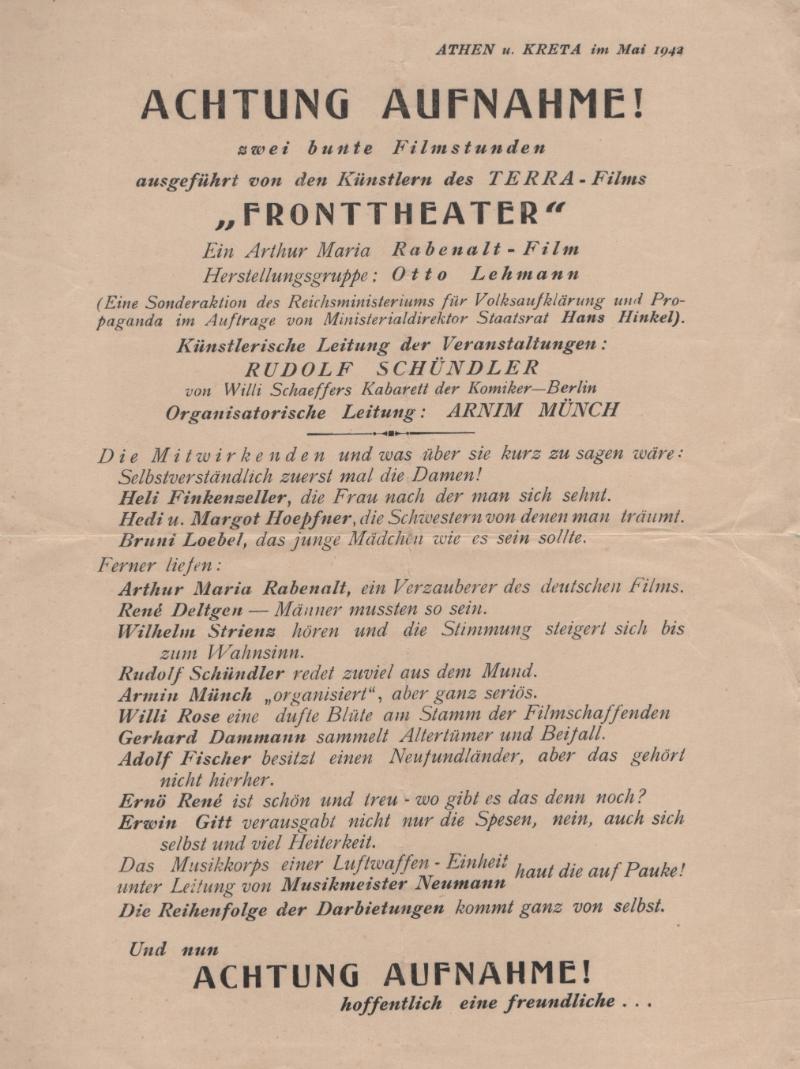 ATHEN u. KRETA im Mai 1942
ACHTUNG AUFNAHME!
zwei bunte Filmstunden
ausgeführt von den Künstlern des TERRA-Films
„FRONTTHEATER“
Ein Arthur Maria Rabenalt-Film
Herstellungsgruppe: Otto Lehmann
(Eine Sonderaktion des Reichsministeriums für Volksaufklärung und Pro-
paganda im Auftrage von Ministerialdirektor Staatsrat Hans Hinkel).
Künstlerische Leitung der Veranstaltungen:
RUDOLF SCHÜNDLER
von Willi Schaeffers Kabarett der Komiker—Berlin
Organisatorische Leitung: ARNIM MÜNCH
Die Mitwirkenden und was über sie kurz zu sagen wäre:
Selbstverständlich zuerst mal die Damen!
Heli Finkenzeller, die Frau nach der man sich sehnt.
Hedi u. Margot Hoepfner, die Schwestern von denen man träumt.
Bruni Loebel, das junge Mädchen wie es sein sollte.
Ferner liefen:
Arthur Maria Rabenalt, ein Verzauberer des deutschen Films.
René Deltgen — Männer mussten so sein.
Wilhelm Strienz hören und die Stimmung steigert sich bis
zum Wahnsinn.
Rudolf Schündler redet zuviel aus dem Mund.
Armin Münch „organisiert“, aber ganz seriös.
Willi Rose eine dufte Blüte am Stamm der Filmschaffenden
Gerhard Dammann sammelt Altertümer und Beifall.
Adolf Fischer besitzt einen Neufundländer, aber das gehört
nicht hierher.
Ernö René ist schön und treu - wo gibt es das denn noch?
Erwin Gitt verausgabt nicht nur die Spesen, nein, auch sich
selbst und viel Heiterkeit.
Das Musikkorps einer Luftwaffen-Einheit haut die auf Pauke!
unter Leitung von Musikmeister Neumann
Die Reihenfolge der Darbietungen kommt ganz von selbst.
Und nun
ACHTUNG AUFNAHME!
hoffentlich eine freundliche . . .